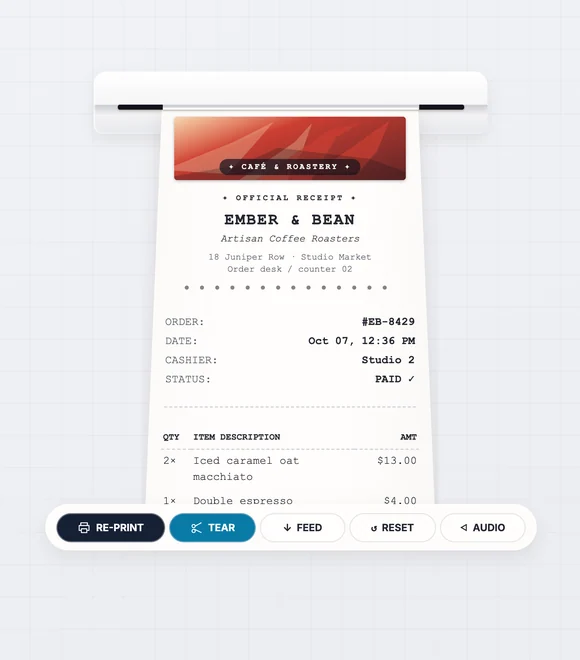 ✦ CAFÉ & ROASTERY ✦
✦ OFFICIAL RECEIPT ✦
EMBER & BEAN
Artisan Coffee Roasters
18 Juniper Row · Studio Market
Order desk / counter 02
ORDER: #EB-8429
DATE: Oct 07, 12:36 PM
CASHIER: Studio 2
STATUS: PAID ✓
QTY ITEM DESCRIPTION AMT
2× Iced caramel oat $13.00
macchiato
1× Double espresso $4.00
RE-PRINT TEAR ↓ FEED ↺ RESET AUDIO